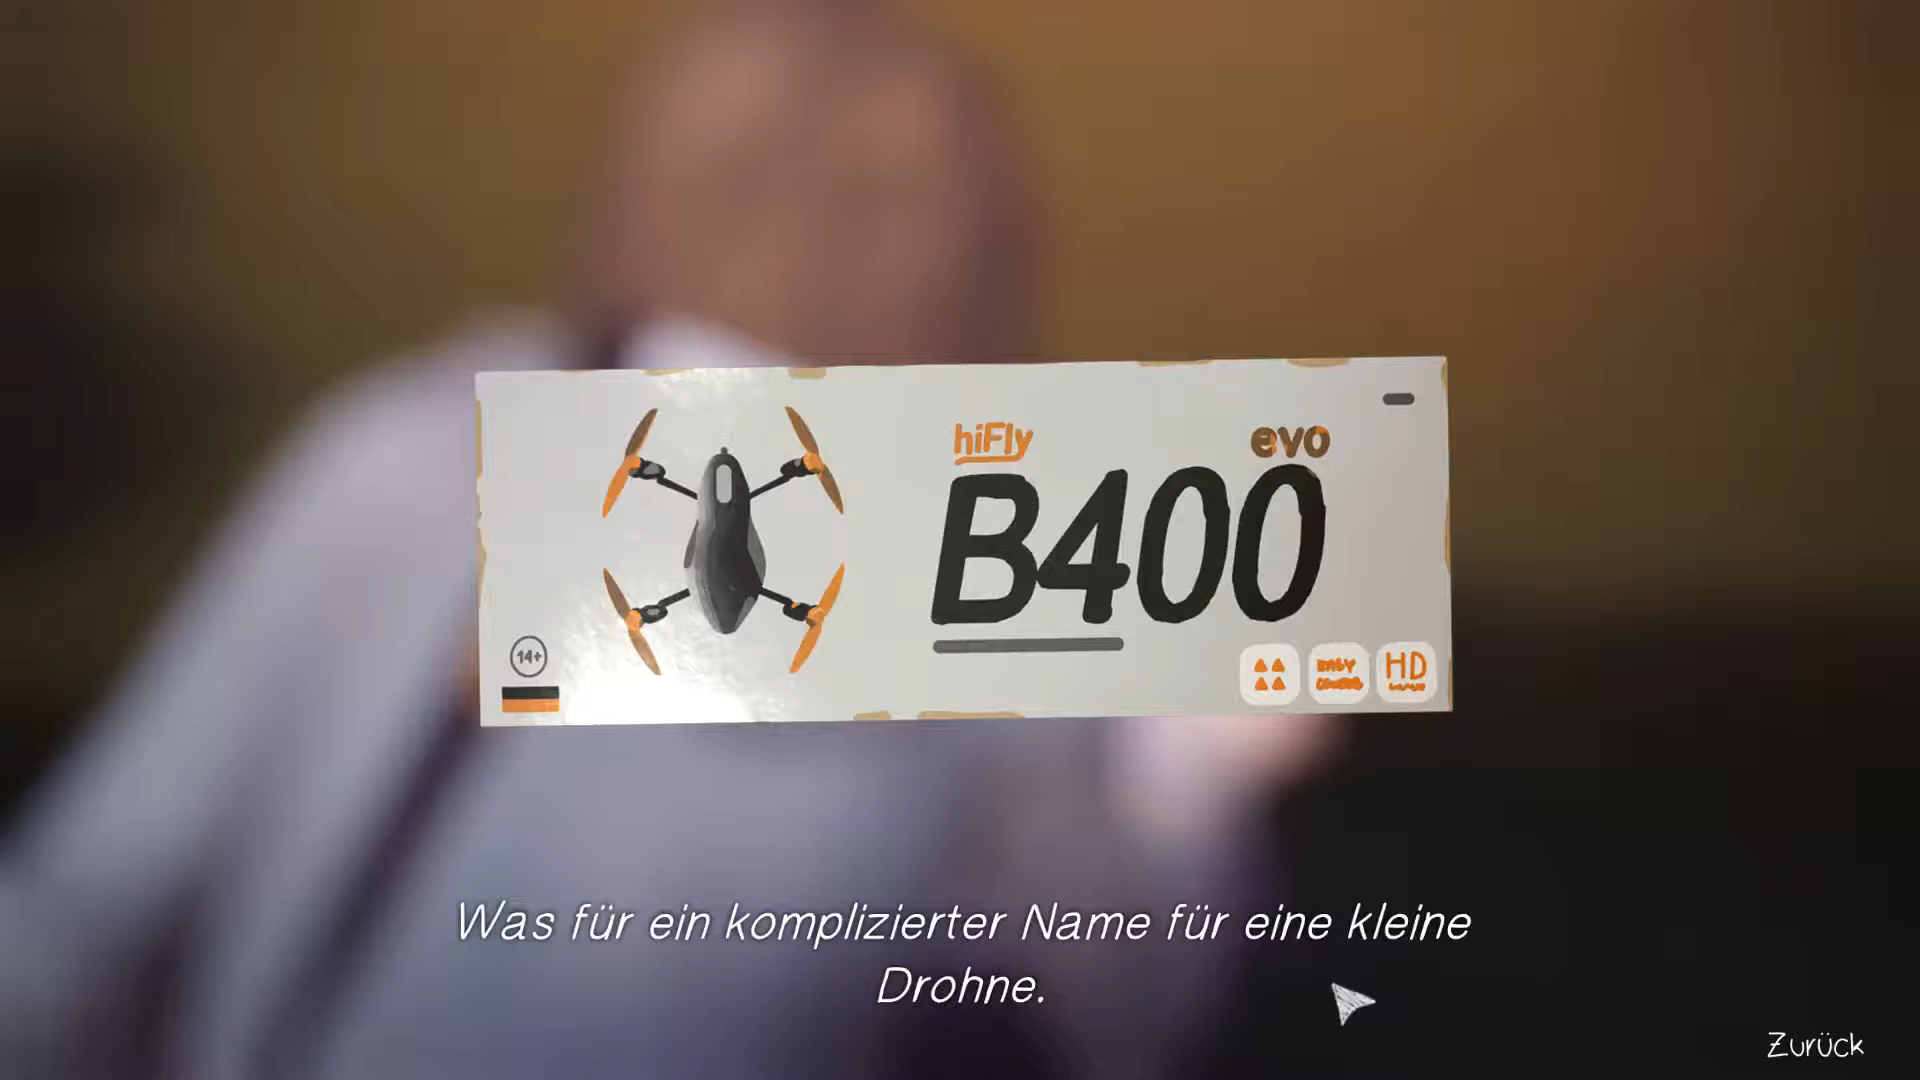 hiFly
evo
B400
14+
HD
Was für ein komplizierter Name für eine kleine
Drohne.
Zurück